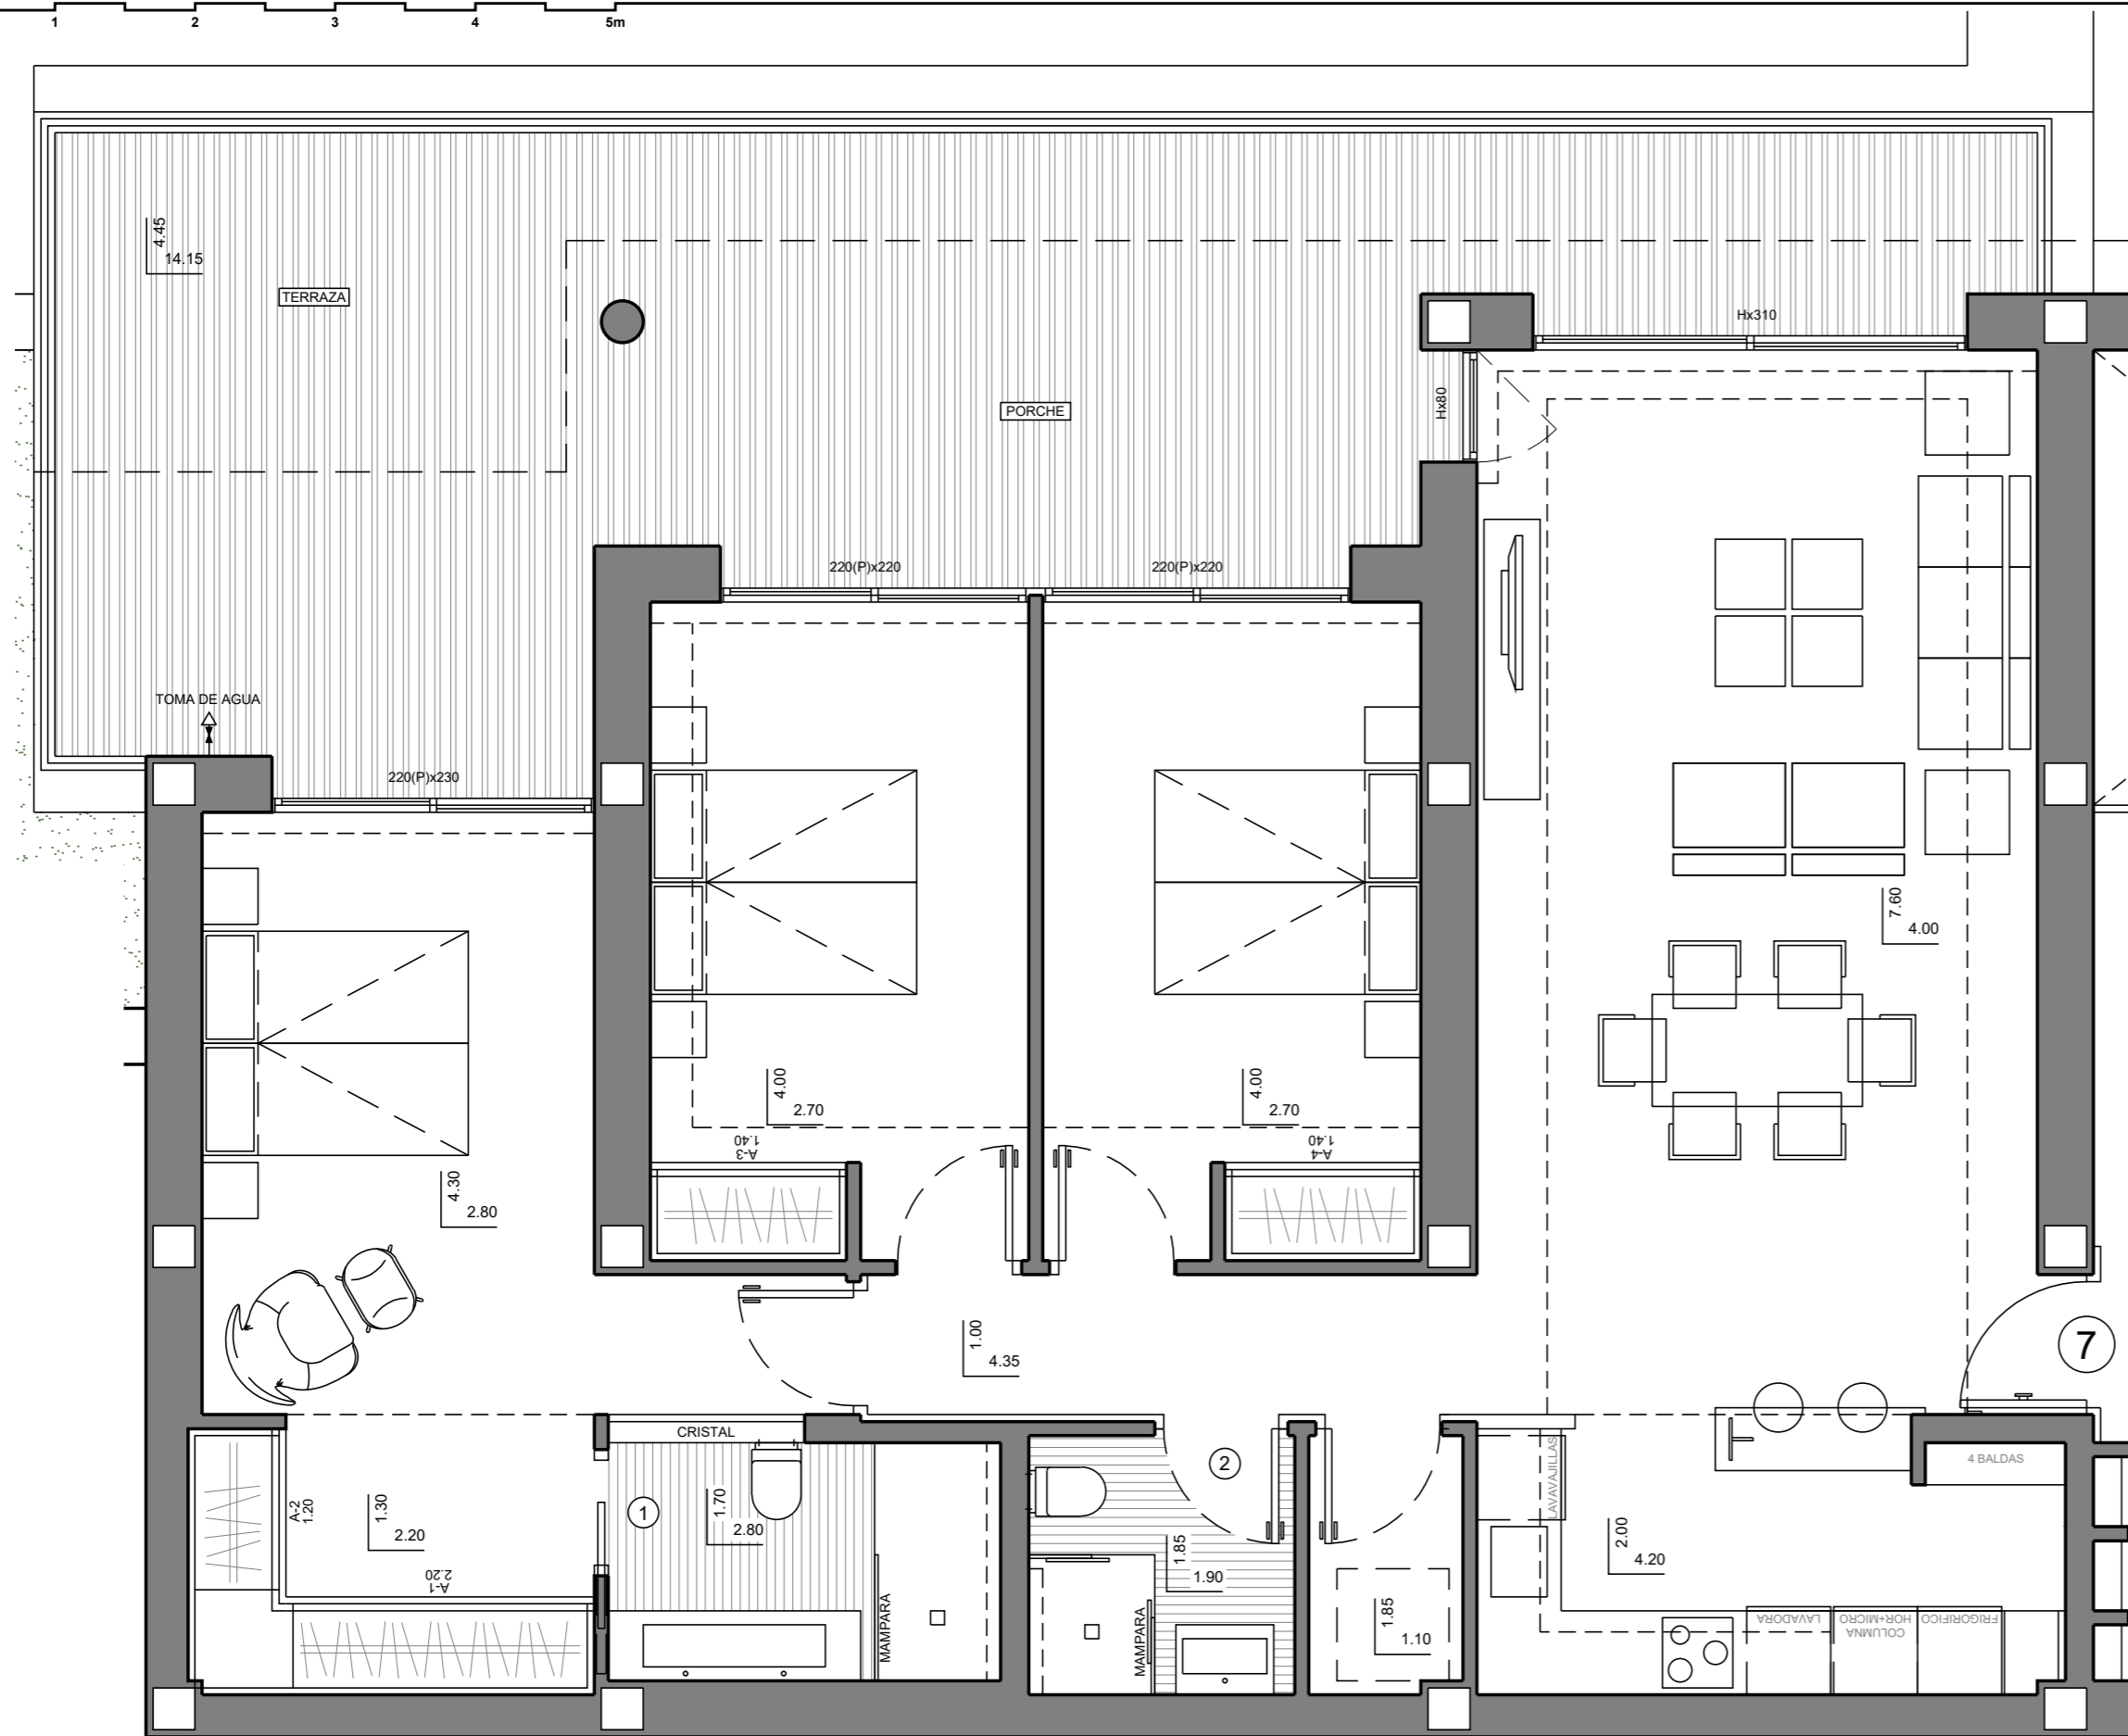 1 2 3 4 5m
4.45
14.15
TERRAZA
Hx310
PORCHE
Hx80
220(P)x220 220(P)x220
TOMA DE AGUA
220(P)x230
7.60
4.00
4.00
2.70
4.00
2.70
A-3
1.40
A-4
1.40
4.30
2.80
1.00
4.35
7
CRISTAL
LAVAVAJILLAS
4 BALDAS
2
1
A-2
1.20
1.30
2.20
1.70
2.80
1.85
1.90
2.00
4.20
A-1
2.20
MAMPARA
MAMPARA
1.85
1.10
LAVADORA
COLUMNA
HOR+MICRO
FRIGORIFICO